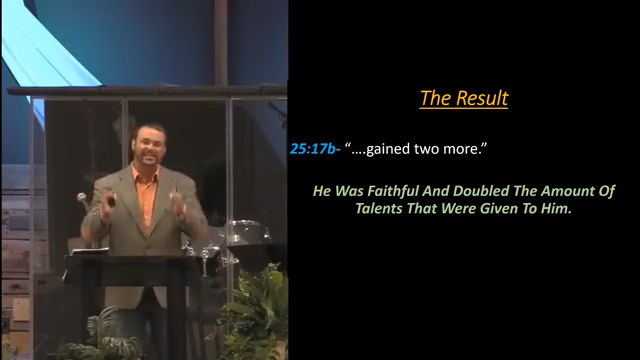 The Result
25:17b- “….gained two more.”
He Was Faithful And Doubled The Amount Of
Talents That Were Given To Him.